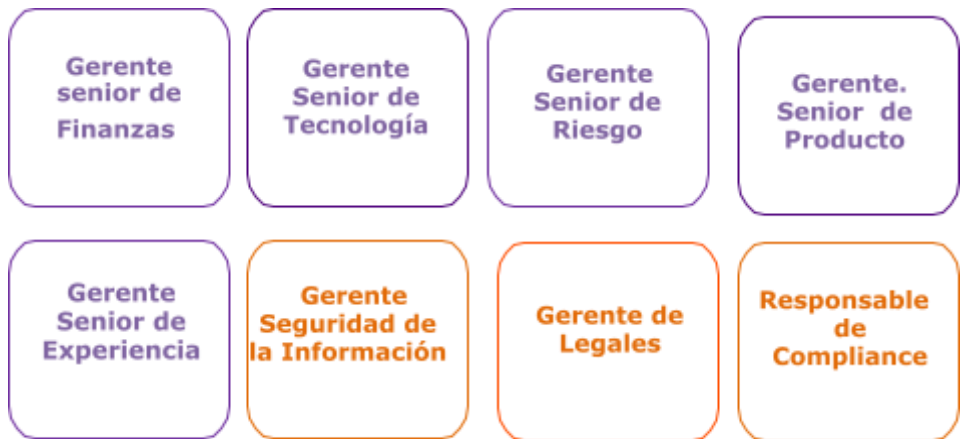 Gerente
senior de
Finanzas
Gerente
Senior de
Tecnología
Gerente
Senior de
Riesgo
Gerente.
Senior de
Producto
Gerente
Senior de
Experiencia
Gerente
Seguridad de
la Información
Gerente de
Legales
Responsable
de
Compliance